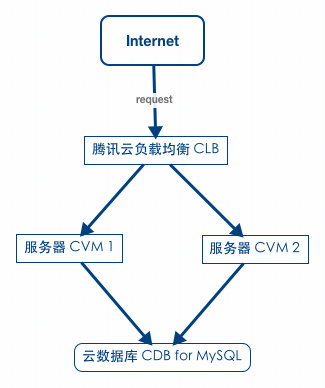 Internet
request
腾讯云负载均衡 CLB
服务器 CVM 1
服务器 CVM 2
云数据库 CDB for MySQL